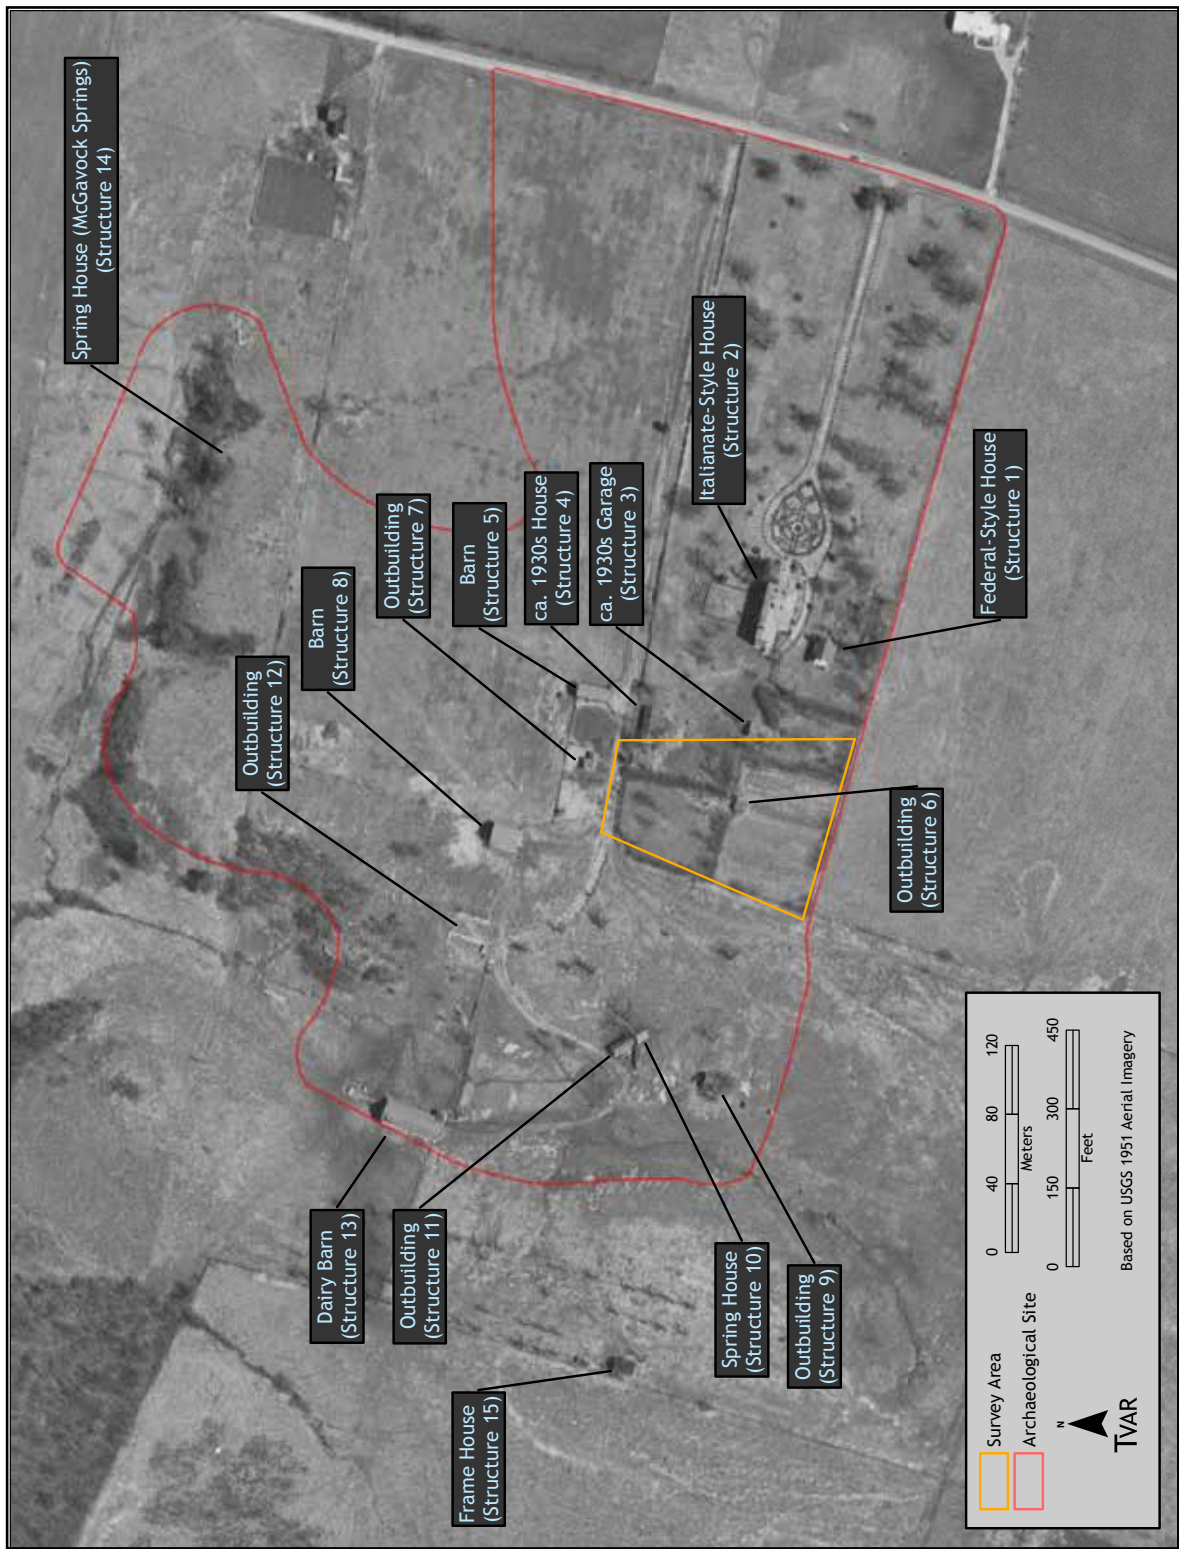 Spring House (McGavock Springs)
(Structure 14)
Italianate-Style House
(Structure 2)
Federal-Style House
(Structure 1)
Outbuilding
(Structure 7)
Barn
(Structure 5)
ca. 1930s House
(Structure 4)
ca. 1930s Garage
(Structure 3)
Barn
(Structure 8)
Outbuilding
(Structure 12)
Outbuilding
(Structure 6)
Dairy Barn
(Structure 13)
Outbuilding
(Structure 11)
Spring House
(Structure 10)
Outbuilding
(Structure 9)
Frame House
(Structure 15)
Survey Area
Archaeological Site
N
TVAR
0 40 80 120
Meters
0 150 300 450
Feet
Based on USGS 1951 Aerial Imagery